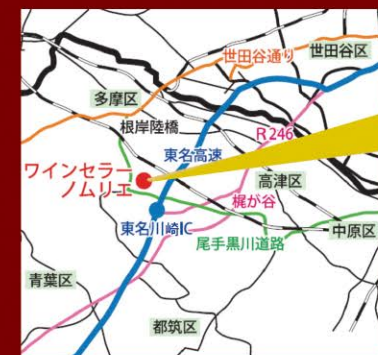 世田谷通り
世田谷区
多摩区
根岸陸橋
R246
東名高速
ワインセラー
ノムリエ
高津区
梶が谷
東名川崎IC
中原区
尾手黒川道路
青葉区
都筑区